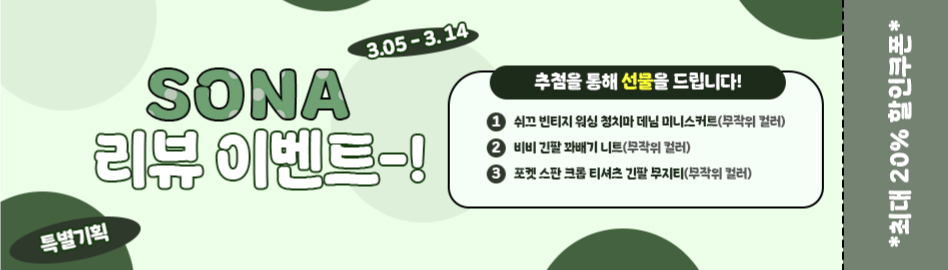 3.05 - 3. 14
SONA
리뷰 이벤트~!
특별기획
추첨을 통해 선물을 드립니다!
1 쉬끄 빈티지 워싱 청치마 데님 미니스커트(무작위 컬러)
2 비비 긴팔 꽈배기 니트(무작위 컬러)
3 포켓 스판 크롭 티셔츠 긴팔 무지티(무작위 컬러)
*최대 20% 할인쿠폰*